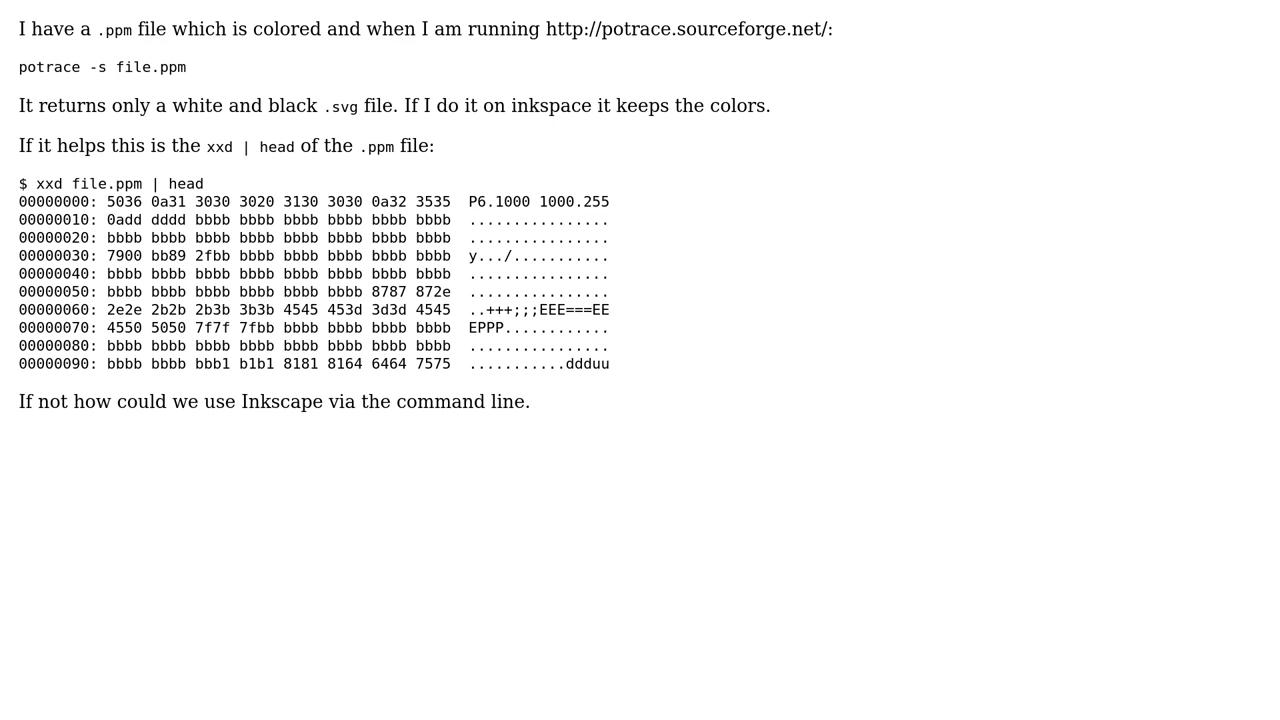 I have a .ppm file which is colored and when I am running http://potrace.sourceforge.net/:
potrace -s file.ppm
It returns only a white and black .svg file. If I do it on inkspace it keeps the colors.
If it helps this is the xxd | head of the .ppm file:
$ xxd file.ppm | head
00000000: 5036 0a31 3030 3020 3130 3030 0a32 3535  P6.1000 1000.255
00000010: 0add dddd bbbb bbbb bbbb bbbb bbbb bbbb  ................
00000020: bbbb bbbb bbbb bbbb bbbb bbbb bbbb bbbb  ................
00000030: 7900 bb89 2fbb bbbb bbbb bbbb bbbb bbbb  y.../...........
00000040: bbbb bbbb bbbb bbbb bbbb bbbb bbbb bbbb  ................
00000050: bbbb bbbb bbbb bbbb bbbb bbbb 8787 872e  ................
00000060: 2e2e 2b2b 2b3b 3b3b 4545 453d 3d3d 4545  ..+++;;;EEE===EE
00000070: 4550 5050 7f7f 7fbb bbbb bbbb bbbb bbbb  EPPP............
00000080: bbbb bbbb bbbb bbbb bbbb bbbb bbbb bbbb  ................
00000090: bbbb bbbb bbb1 b1b1 8181 8164 6464 7575  ...........ddduu
If not how could we use Inkscape via the command line.